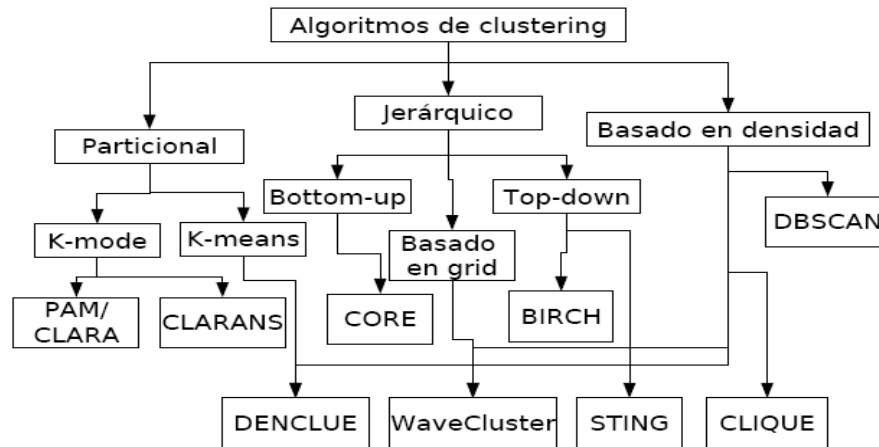 Algoritmos de clustering
Jerárquico
Basado en densidad
Particional
Bottom-up
Top-down
DBSCAN
K-mode
K-means
Basado
en grid
PAM/
CLARA
CLARANS
CORE
BIRCH
DENCLUE
WaveCluster
STING
CLIQUE